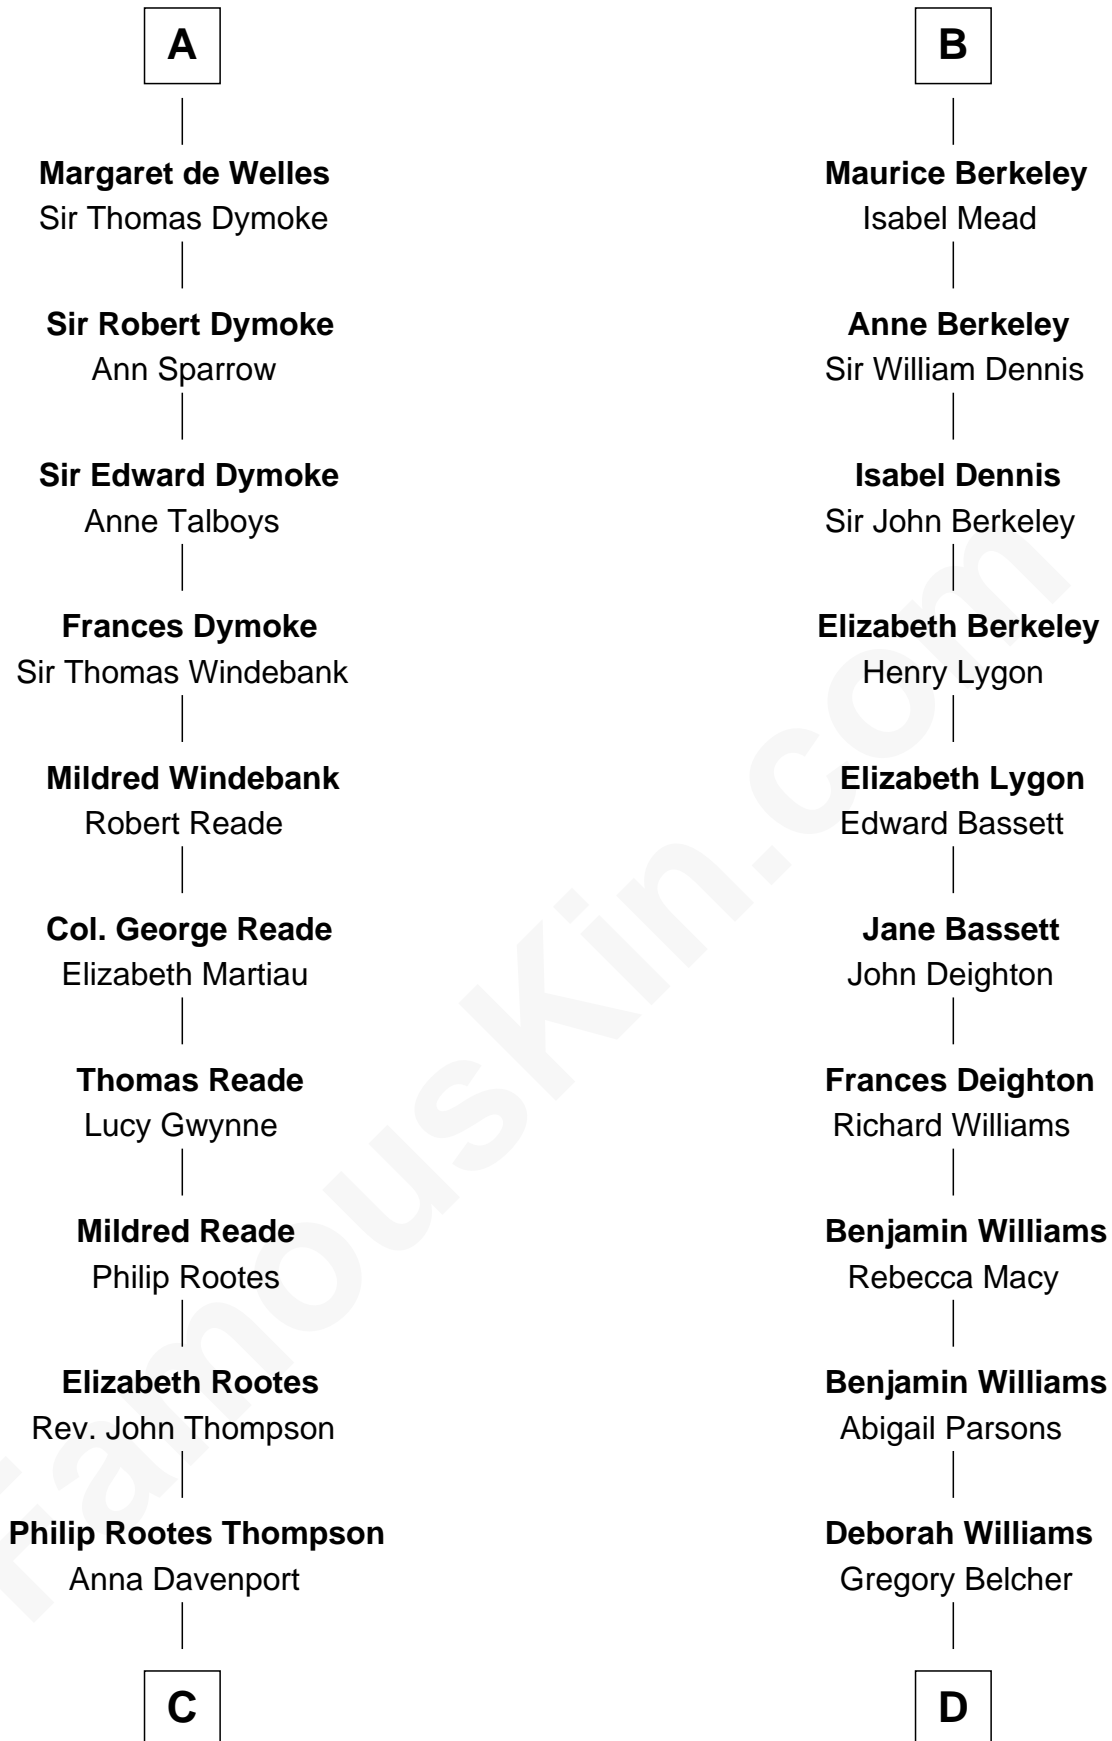 A
Margaret de Welles
Sir Thomas Dymoke
Sir Robert Dymoke
Ann Sparrow
Sir Edward Dymoke
Anne Talboys
Frances Dymoke
Sir Thomas Windebank
Mildred Windebank
Robert Reade
Col. George Reade
Elizabeth Martiau
Thomas Reade
Lucy Gwynne
Mildred Reade
Philip Rootes
Elizabeth Rootes
Rev. John Thompson
Philip Rootes Thompson
Anna Davenport
C
B
Maurice Berkeley
Isabel Mead
Anne Berkeley
Sir William Dennis
Isabel Dennis
Sir John Berkeley
Elizabeth Berkeley
Henry Lygon
Elizabeth Lygon
Edward Bassett
Jane Bassett
John Deighton
Frances Deighton
Richard Williams
Benjamin Williams
Rebecca Macy
Benjamin Williams
Abigail Parsons
Deborah Williams
Gregory Belcher
D
FamousKin.com